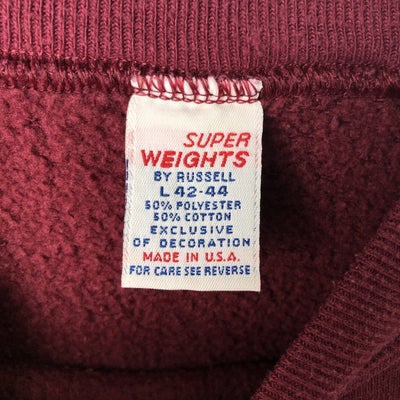 SUPER
WEIGHTS
BY RUSSELL
L 42-44
50% POLYESTER
50% COTTON
EXCLUSIVE
OF DECORATION
MADE IN U.S.A.
FOR CARE SEE REVERSE